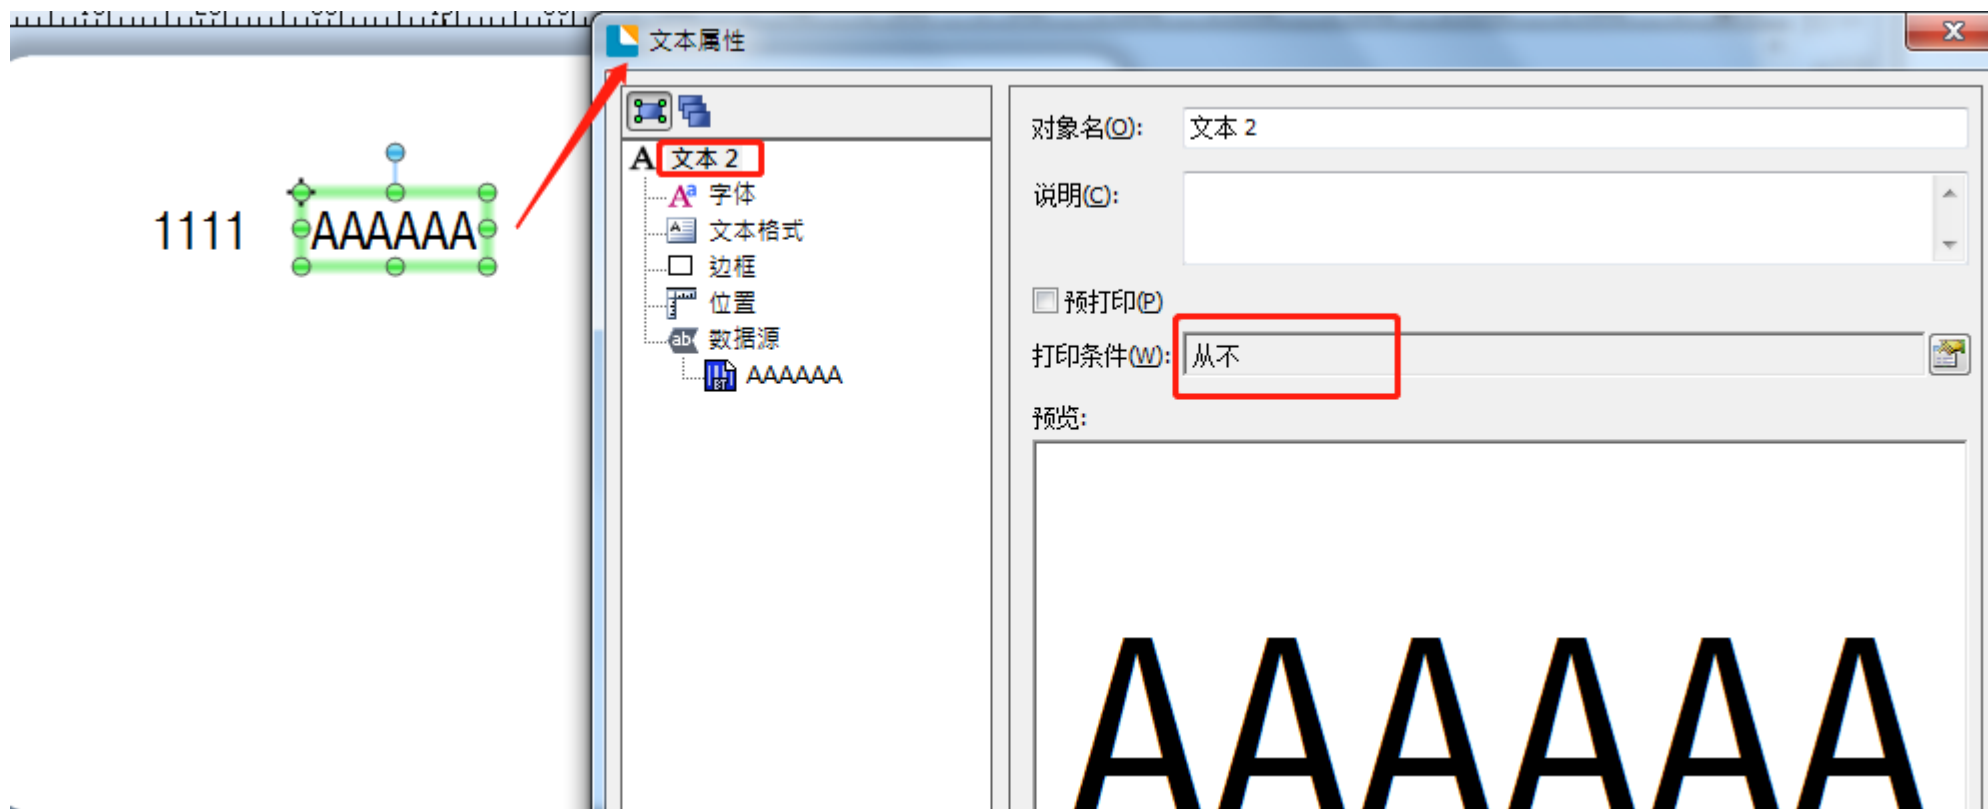 文本属性
1111
AAAAAA
文本 2
字体
文本格式
边框
位置
数据源
AAAAAA
对象名(O): 文本 2
说明(C):
预打印(P)
打印条件(W): 从不
预览:
AAAAAA